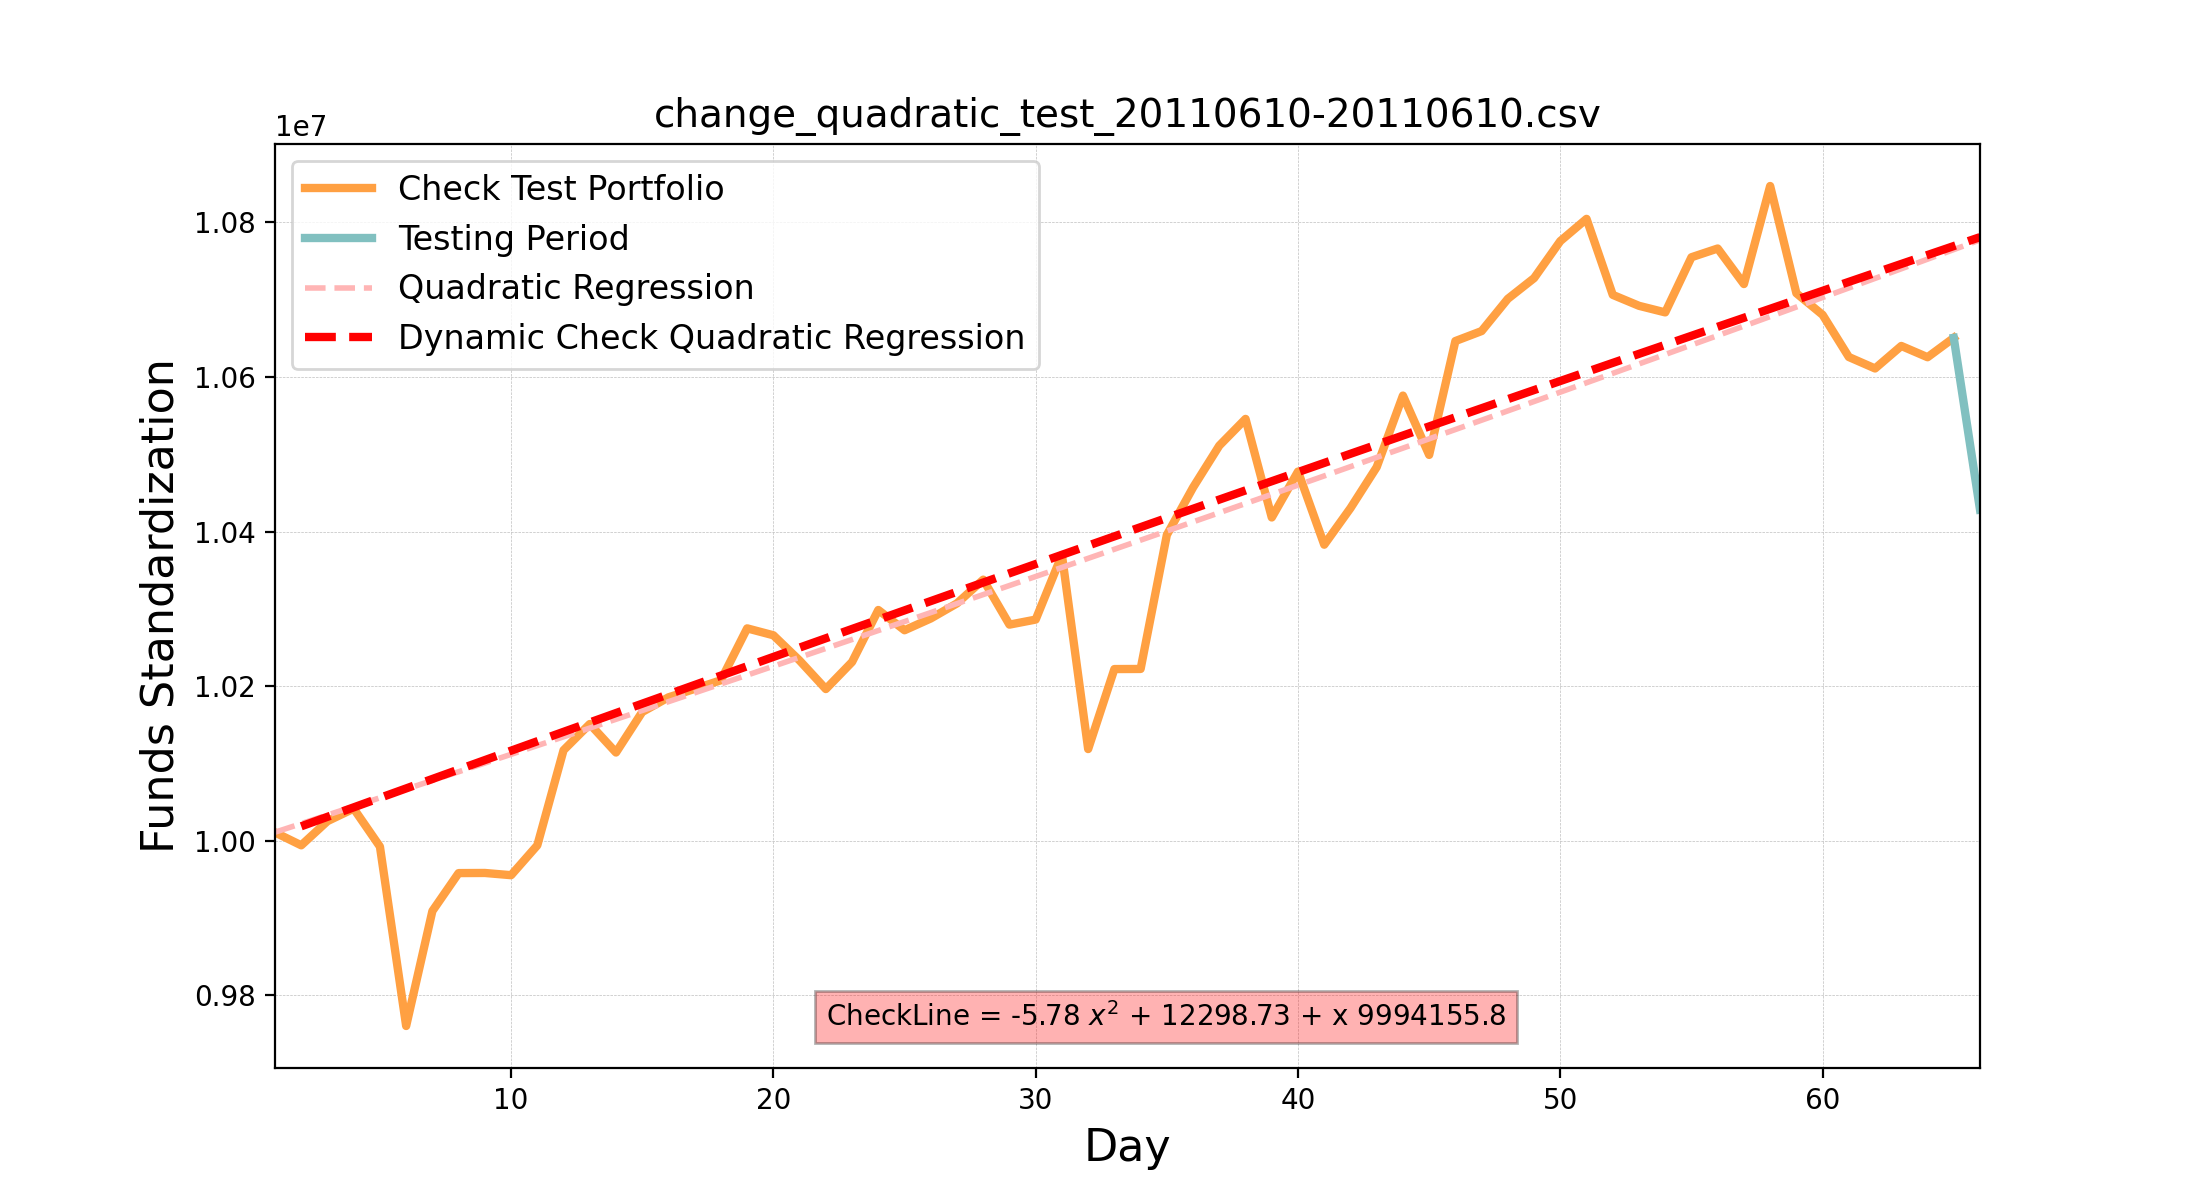 change_quadratic_test_20110610-20110610.csv
1e7
Check Test Portfolio
Testing Period
Quadratic Regression
Dynamic Check Quadratic Regression
1.08
1.06
1.04
1.02
1.00
0.98
Funds Standardization
CheckLine = -5.78 x² + 12298.73 + x 9994155.8
10 20 30 40 50 60
Day